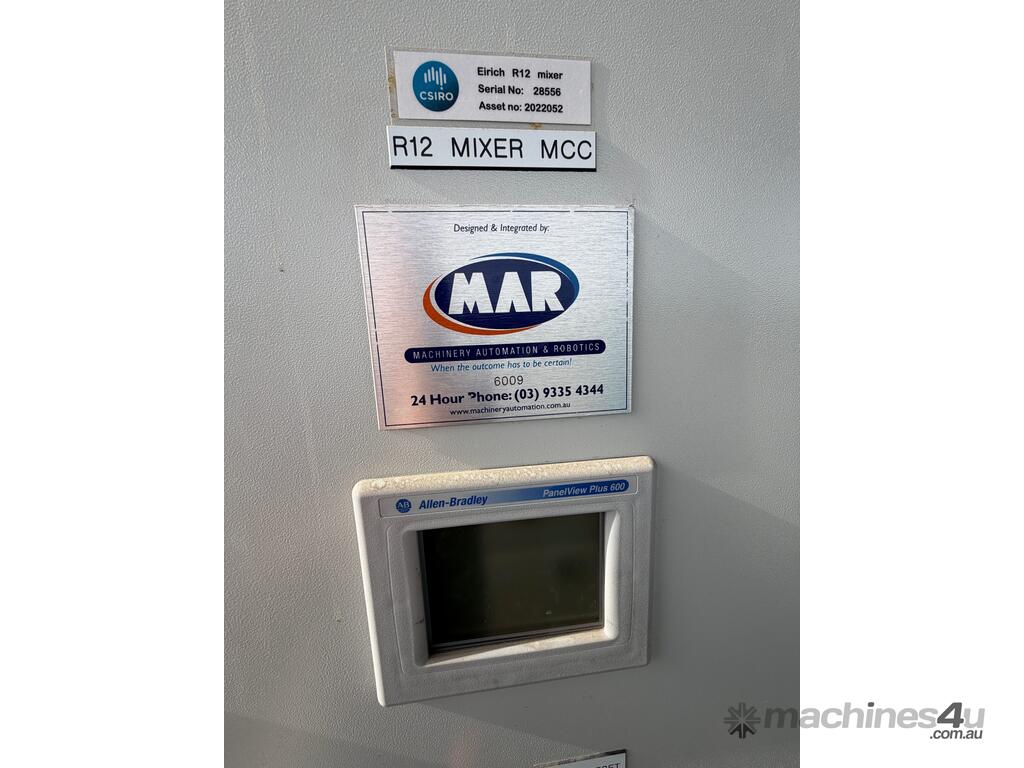 CSIRO
Eirich R12 mixer
Serial No: 28556
Asset no: 2022052
R12 MIXER MCC
Designed & Integrated by:
MAR
MACHINERY AUTOMATION & ROBOTICS
When the outcome has to be certain!
6009
24 Hour Phone: (03) 9335 4344
www.machineryautomation.com.au
AB Allen-Bradley PanelView Plus 600
machines4u
.com.au